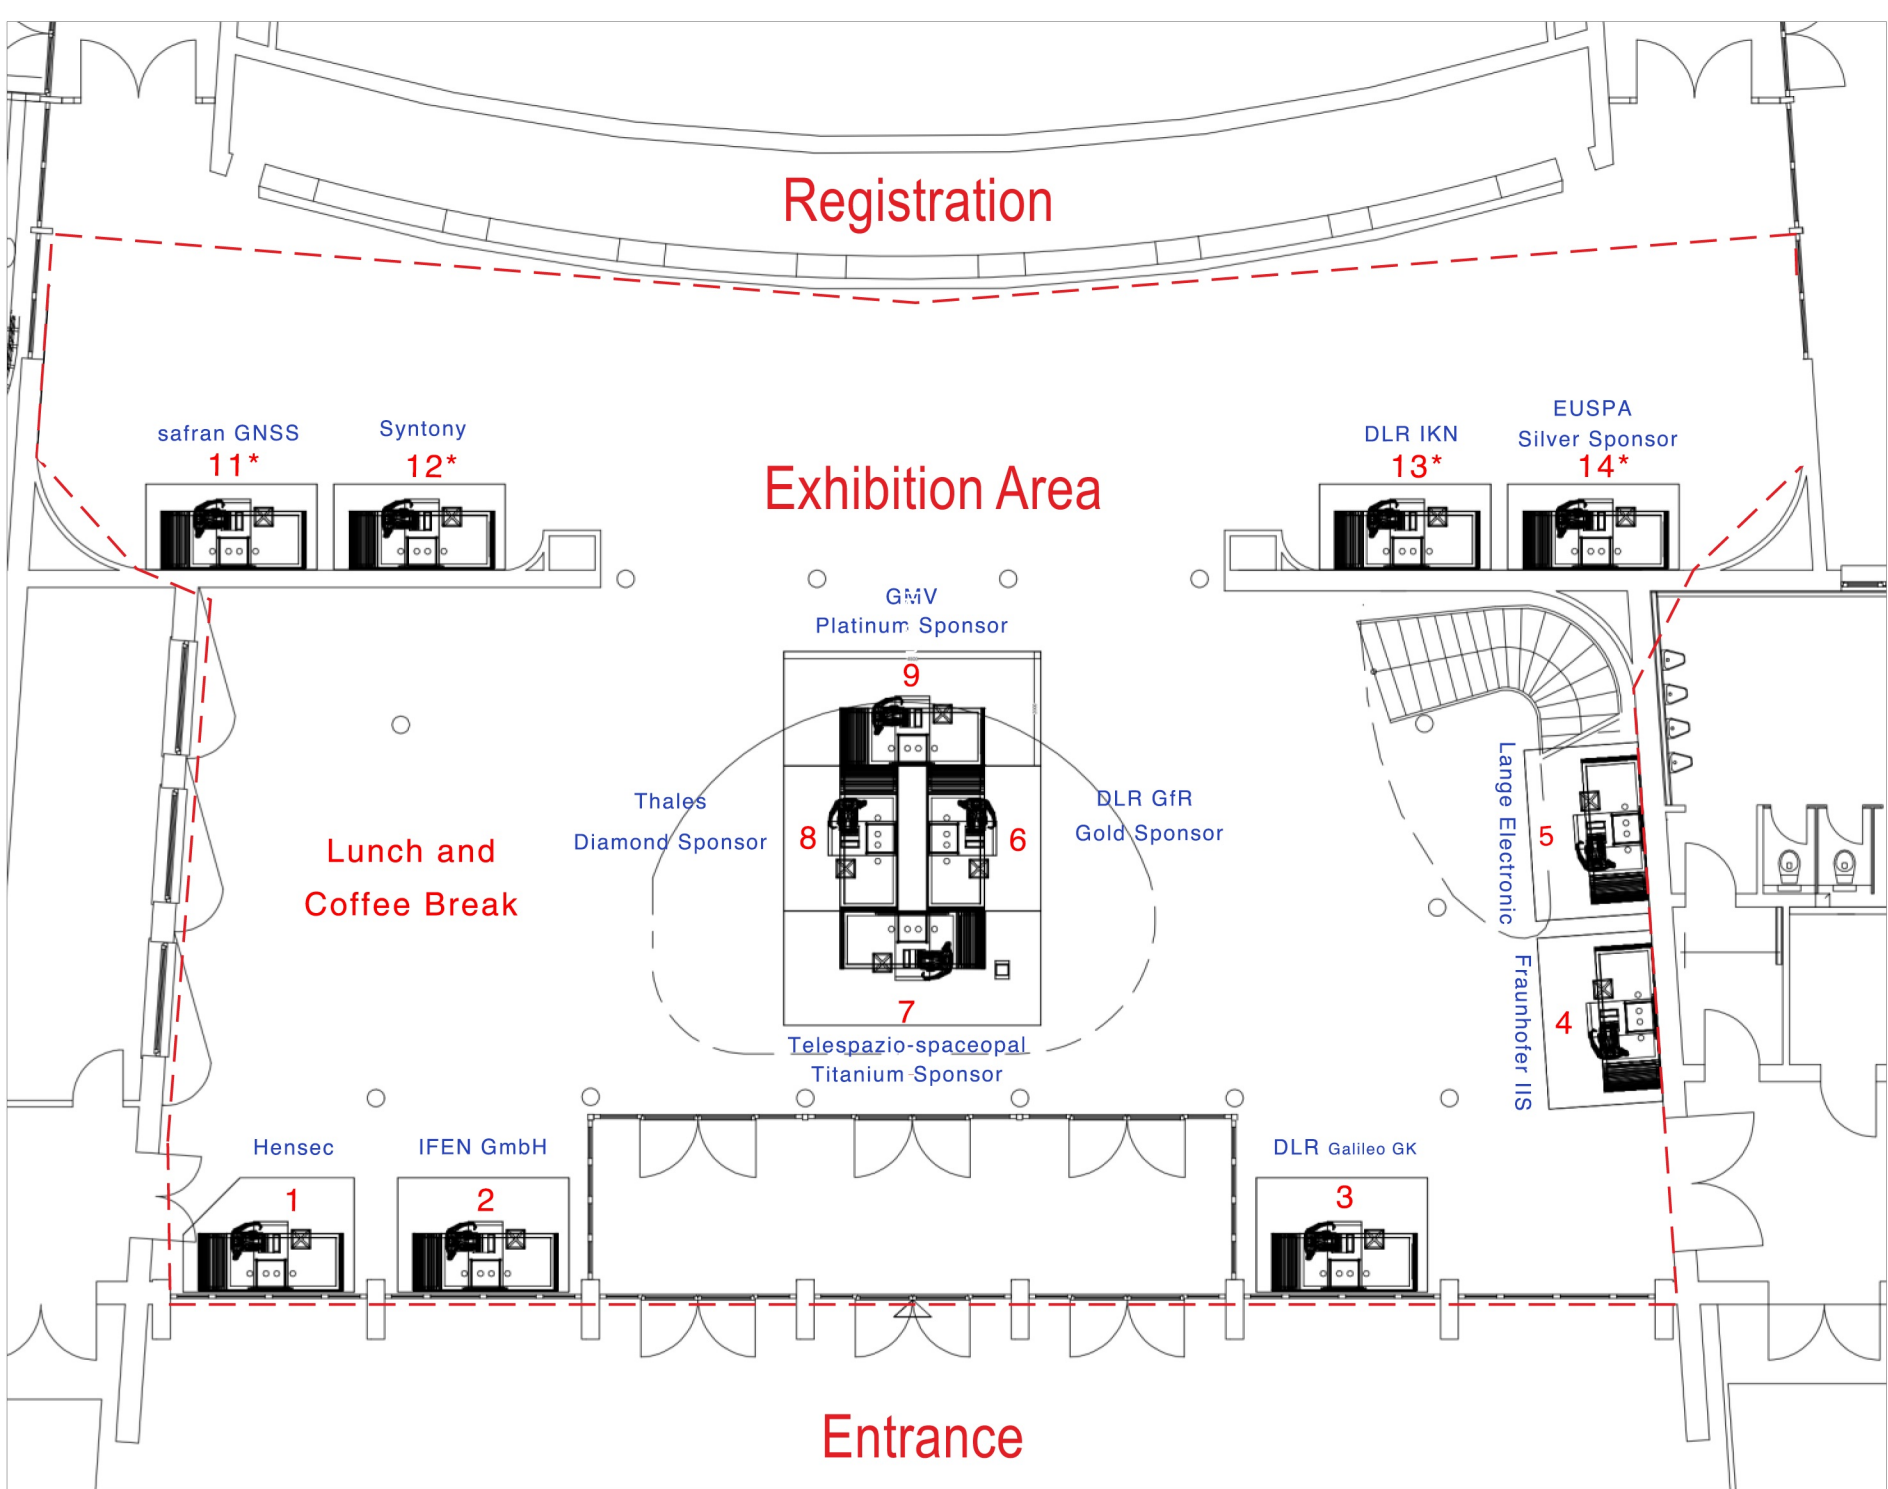 Registration
EUSPA
Silver Sponsor
14*
safran GNSS
11*
Syntony
12*
DLR IKN
13*
Exhibition Area
GMV
Platinum Sponsor
9
Thales
Diamond Sponsor
8
DLR GfR
Gold Sponsor
6
Lange Electronic
5
Lunch and
Coffee Break
7
Telespazio-spaceopal
Titanium Sponsor
Fraunhofer IIS
4
Hensec
1
IFEN GmbH
2
DLR Galileo GK
3
Entrance